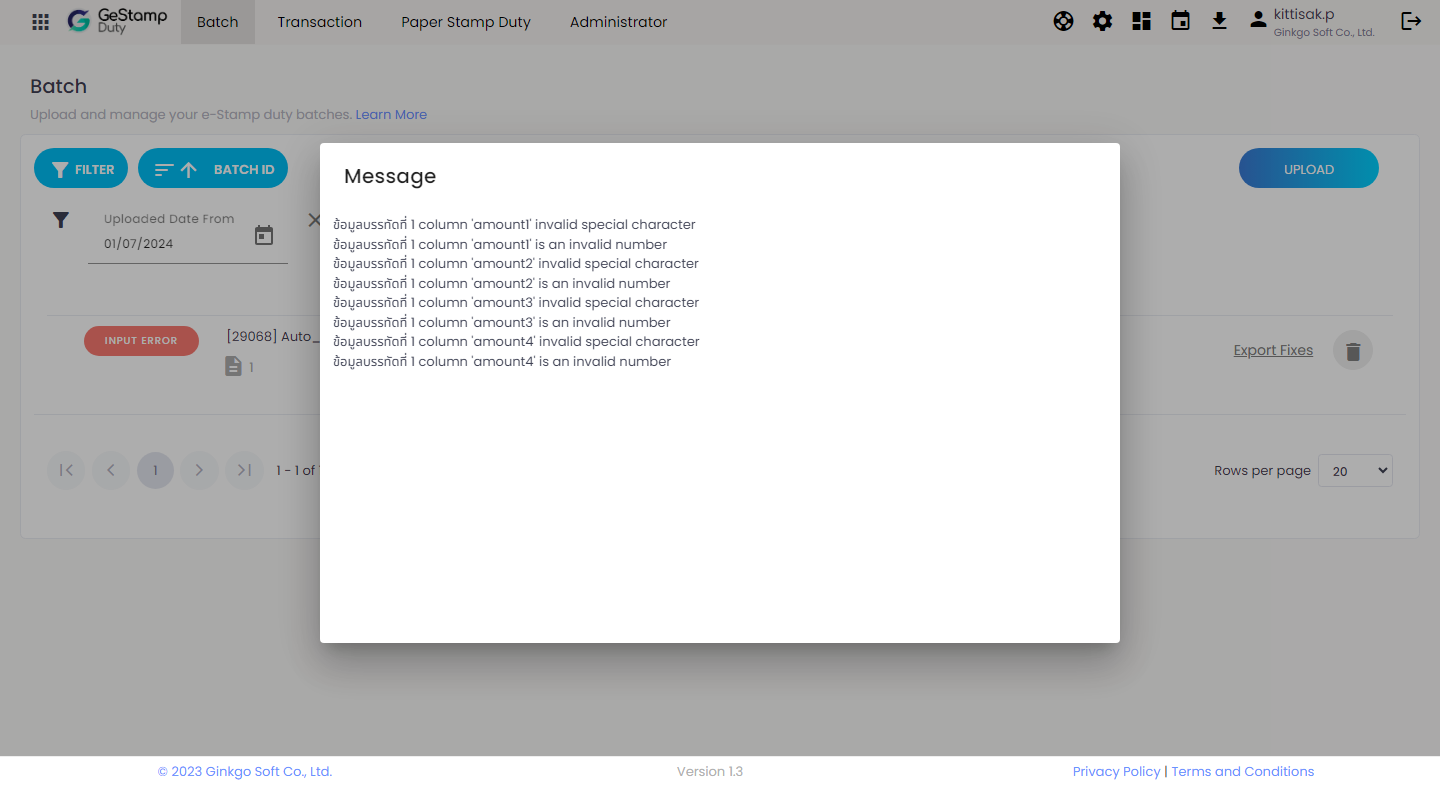 GeStamp
Duty
Batch
Transaction
Paper Stamp Duty
Administrator
kittisak.p
Ginkgo Soft Co., Ltd.
Batch
Upload and manage your e-Stamp duty batches. Learn More
FILTER
BATCH ID
UPLOAD
Uploaded Date From
01/07/2024
Message
ข้อมูลบรรทัดที่ 1 column 'amount1' invalid special character
ข้อมูลบรรทัดที่ 1 column 'amount1' is an invalid number
ข้อมูลบรรทัดที่ 1 column 'amount2' invalid special character
ข้อมูลบรรทัดที่ 1 column 'amount2' is an invalid number
ข้อมูลบรรทัดที่ 1 column 'amount3' invalid special character
ข้อมูลบรรทัดที่ 1 column 'amount3' is an invalid number
ข้อมูลบรรทัดที่ 1 column 'amount4' invalid special character
ข้อมูลบรรทัดที่ 1 column 'amount4' is an invalid number
INPUT ERROR
[29068] Auto_
1
Export Fixes
1
1 - 1 of
Rows per page
20
© 2023 Ginkgo Soft Co., Ltd.
Version 1.3
Privacy Policy | Terms and Conditions